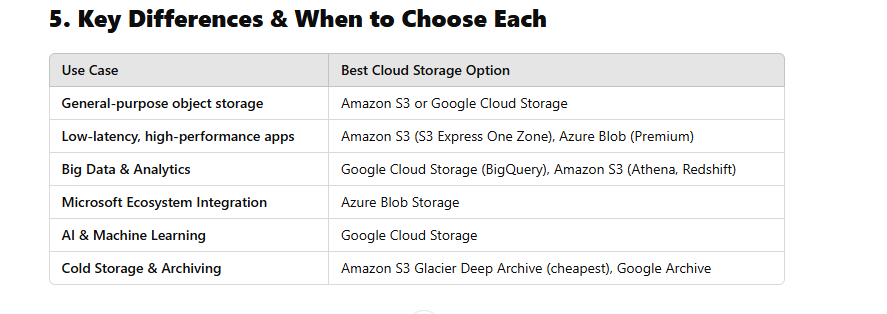 5. Key Differences & When to Choose Each
Use Case Best Cloud Storage Option
General-purpose object storage Amazon S3 or Google Cloud Storage
Low-latency, high-performance apps Amazon S3 (S3 Express One Zone), Azure Blob (Premium)
Big Data & Analytics Google Cloud Storage (BigQuery), Amazon S3 (Athena, Redshift)
Microsoft Ecosystem Integration Azure Blob Storage
AI & Machine Learning Google Cloud Storage
Cold Storage & Archiving Amazon S3 Glacier Deep Archive (cheapest), Google Archive